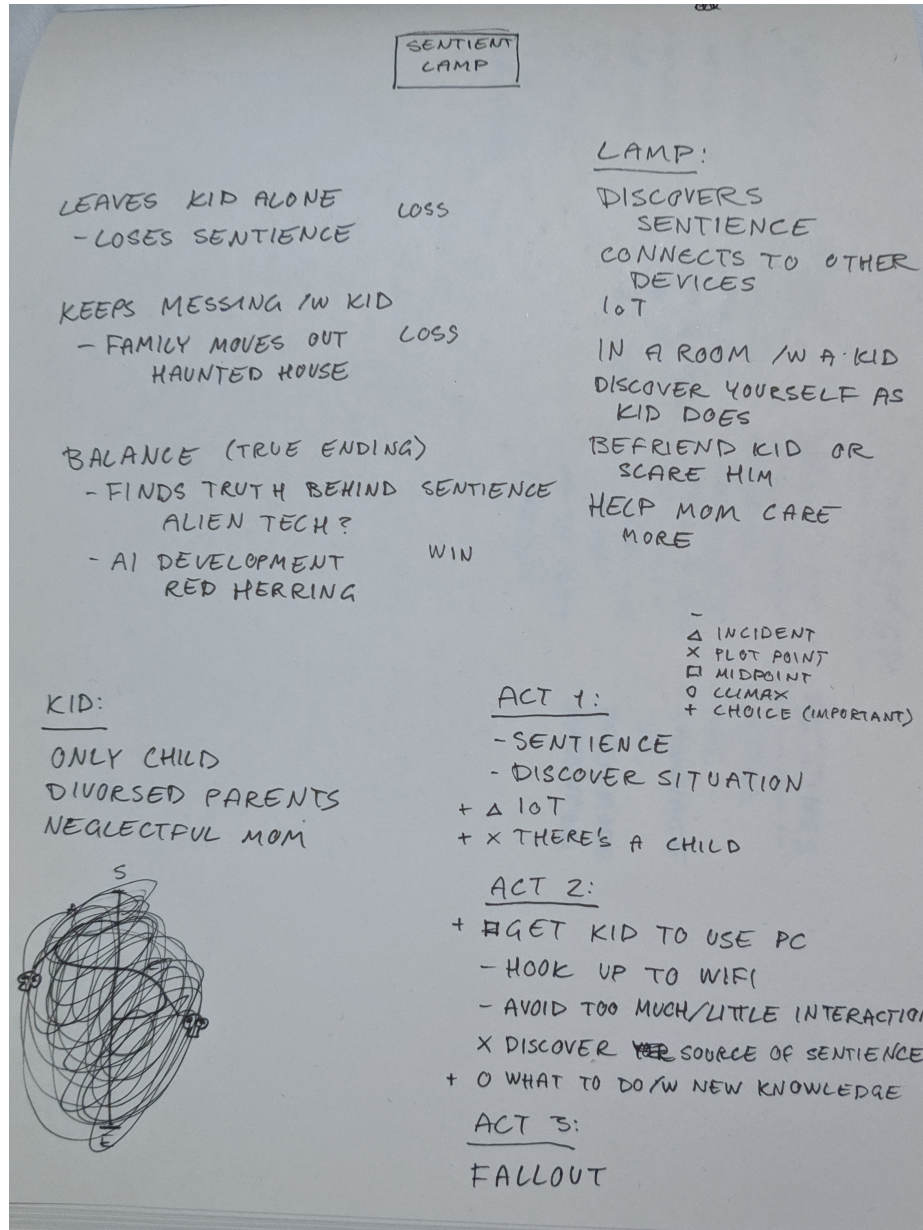 SENTIENT
LAMP
LEAVES KID ALONE
- LOSES SENTENCE
LOSS
KEEPS MESSING /W KID
- FAMILY MOVES OUT
HAUNTED HOUSE
LOSS
BALANCE (TRUE ENDING)
- FINDS TRUTH BEHIND SENTIENCE
ALIEN TECH?
- AI DEVELOPMENT
RED HERRING
WIN
LAMP:
DISCOVERS
SENTIENCE
CONNECTS TO OTHER
DEVICES
IoT
IN A ROOM /W A KID
DISCOVER YOURSELF AS
KID DOES
BEFRIEND KID OR
SCARE HIM
HELP MOM CARE
MORE
-
△ INCIDENT
X PLOT POINT
□ MIDPOINT
O CLIMAX
+ CHOICE (IMPORTANT)
KID:
ONLY CHILD
DIVORSED PARENTS
NEGLECTFUL MOM
S
E
ACT 1:
- SENTIENCE
- DISCOVER SITUATION
+ △ IoT
+ X THERE'S A CHILD
ACT 2:
+ □ GET KID TO USE PC
- HOOK UP TO WIFI
- AVOID TOO MUCH/LITTLE INTERACTION
X DISCOVER SOURCE OF SENTIENCE
+ O WHAT TO DO /W NEW KNOWLEDGE
ACT 3:
FALLOUT